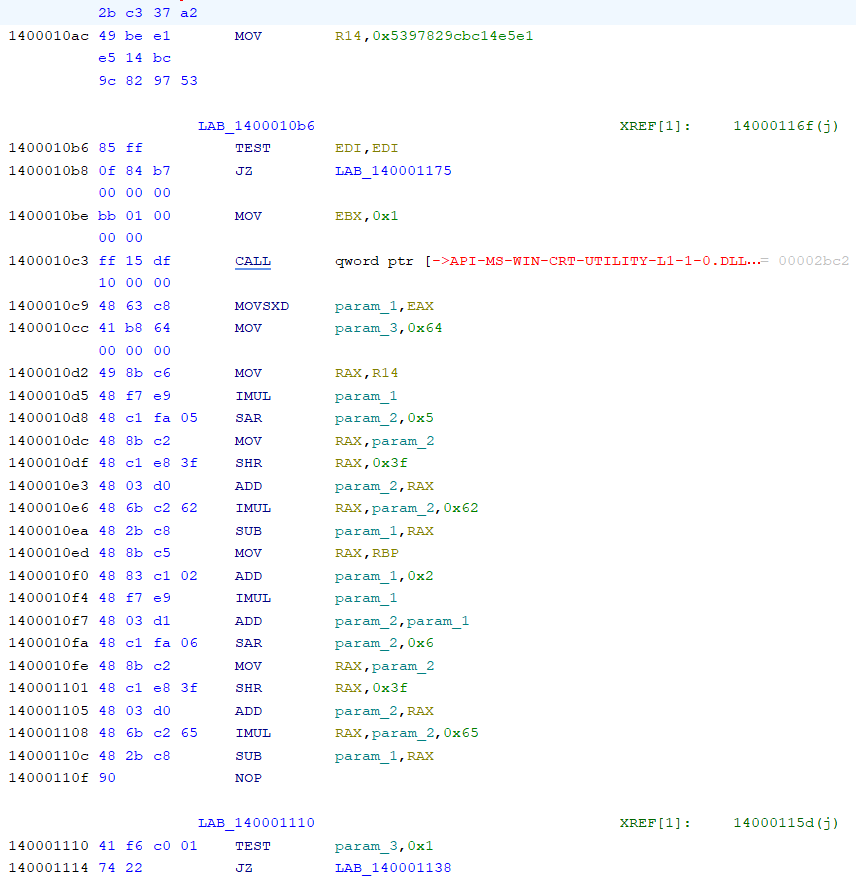 2b c3 37 a2
1400010ac 49 be e1 MOV R14,0x5397829cbc14e5e1
e5 14 bc
9c 82 97 53
LAB_1400010b6 XREF[1]: 14000116f(j)
1400010b6 85 ff TEST EDI,EDI
1400010b8 0f 84 b7 JZ LAB_140001175
00 00 00
1400010be bb 01 00 MOV EBX,0x1
00 00
1400010c3 ff 15 df CALL qword ptr [->API-MS-WIN-CRT-UTILITY-L1-1-0.DLL…= 00002bc2
10 00 00
1400010c9 48 63 c8 MOVSXD param_1,EAX
1400010cc 41 b8 64 MOV param_3,0x64
00 00 00
1400010d2 49 8b c6 MOV RAX,R14
1400010d5 48 f7 e9 IMUL param_1
1400010d8 48 c1 fa 05 SAR param_2,0x5
1400010dc 48 8b c2 MOV RAX,param_2
1400010df 48 c1 e8 3f SHR RAX,0x3f
1400010e3 48 03 d0 ADD param_2,RAX
1400010e6 48 6b c2 62 IMUL RAX,param_2,0x62
1400010ea 48 2b c8 SUB param_1,RAX
1400010ed 48 8b c5 MOV RAX,RBP
1400010f0 48 83 c1 02 ADD param_1,0x2
1400010f4 48 f7 e9 IMUL param_1
1400010f7 48 03 d1 ADD param_2,param_1
1400010fa 48 c1 fa 06 SAR param_2,0x6
1400010fe 48 8b c2 MOV RAX,param_2
140001101 48 c1 e8 3f SHR RAX,0x3f
140001105 48 03 d0 ADD param_2,RAX
140001108 48 6b c2 65 IMUL RAX,param_2,0x65
14000110c 48 2b c8 SUB param_1,RAX
14000110f 90 NOP
LAB_140001110 XREF[1]: 14000115d(j)
140001110 41 f6 c0 01 TEST param_3,0x1
140001114 74 22 JZ LAB_140001138